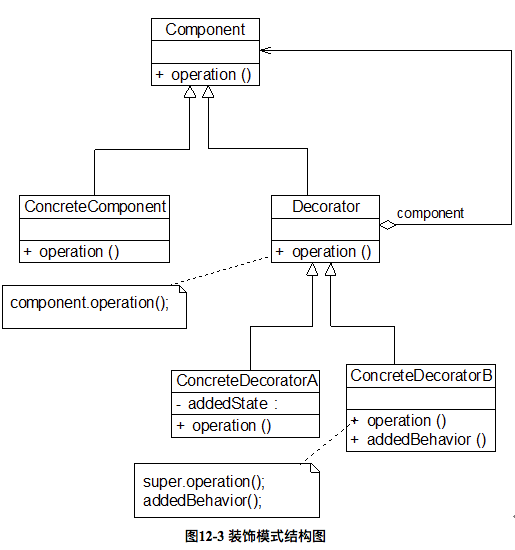 Component
+ operation ()
ConcreteComponent
+ operation ()
Decorator
+ operation ()
component
component.operation();
ConcreteDecoratorA
- addedState :
+ operation ()
ConcreteDecoratorB
+ operation ()
+ addedBehavior ()
super.operation();
addedBehavior();
图12-3 装饰模式结构图